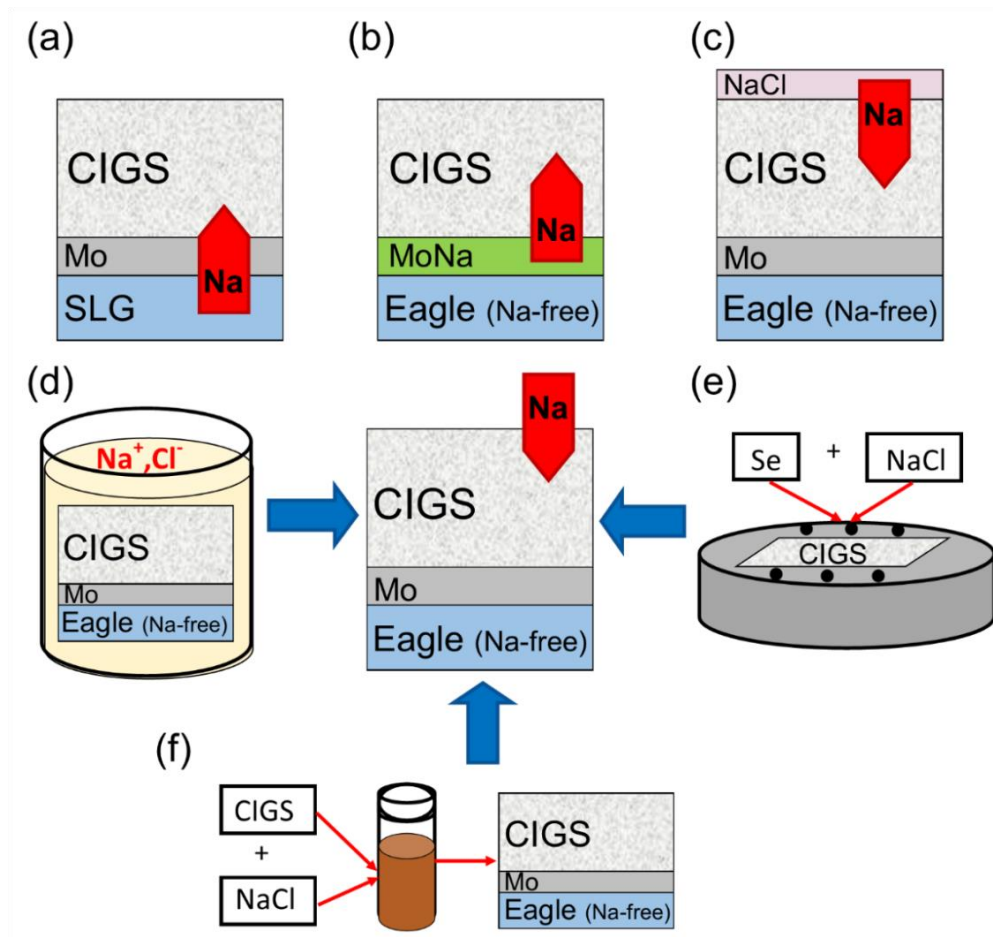 (a)
CIGS
Mo
Na
SLG
(b)
CIGS
Na
MoNa
Eagle (Na-free)
(c)
NaCl
Na
CIGS
Mo
Eagle (Na-free)
(d)
Na⁺,Cl⁻
CIGS
Mo
Eagle (Na-free)
Na
CIGS
Mo
Eagle (Na-free)
(e)
Se + NaCl
CIGS
(f)
CIGS
+
NaCl
CIGS
Mo
Eagle (Na-free)